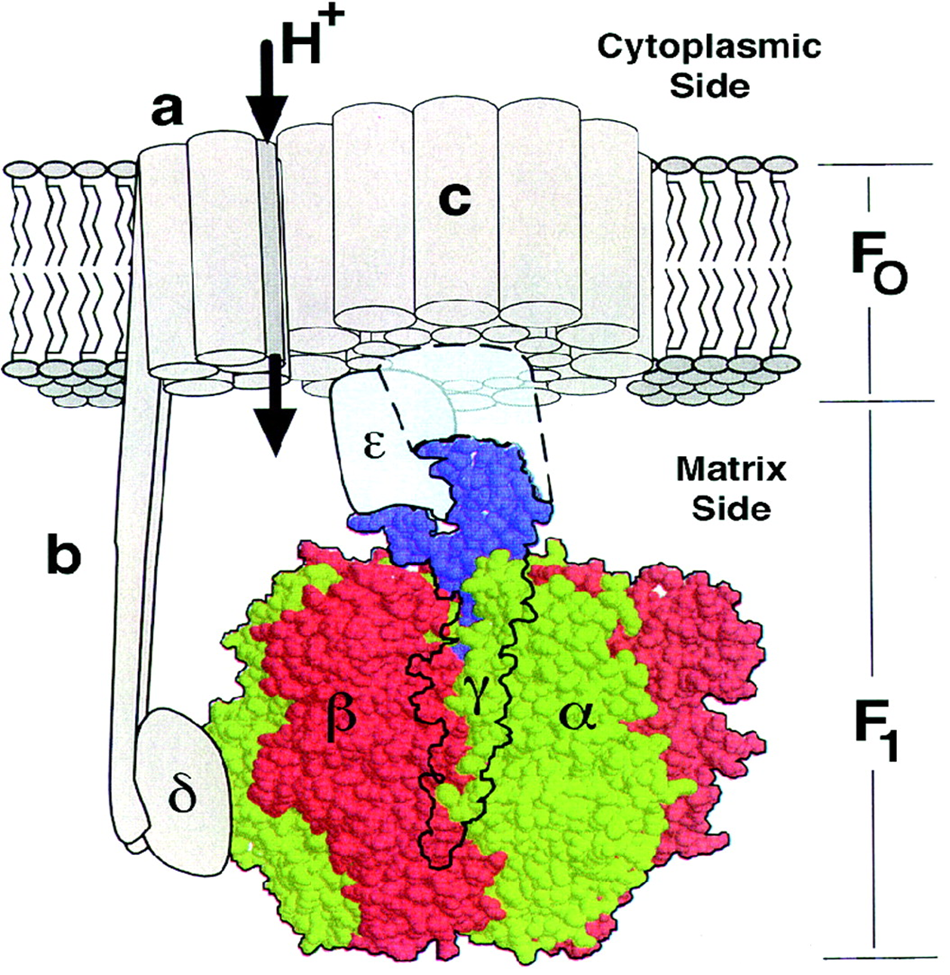 H+
Cytoplasmic
Side
a
c
FO
ε
Matrix
Side
b
β
γ
α
F1
δ